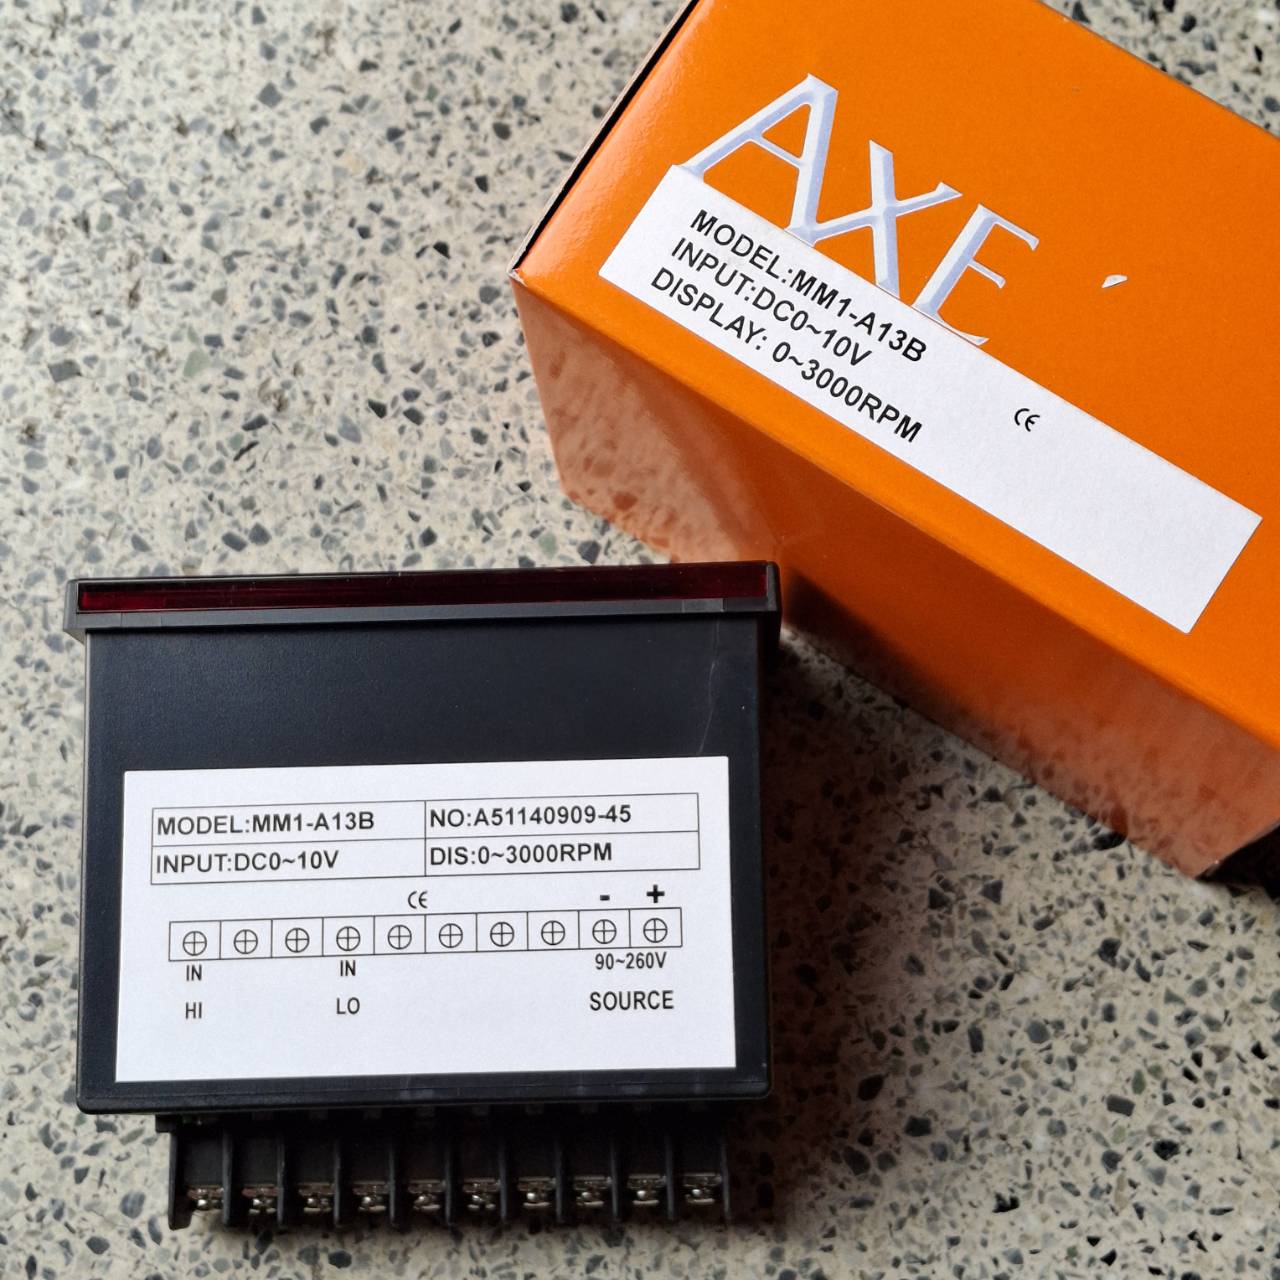 AXE
MODEL:MM1-A13B
INPUT:DC0~10V
DISPLAY: 0~3000RPM
CE
MODEL:MM1-A13B NO:A51140909-45
INPUT:DC0~10V DIS:0~3000RPM
CE
- +
IN IN 90~260V
HI LO SOURCE